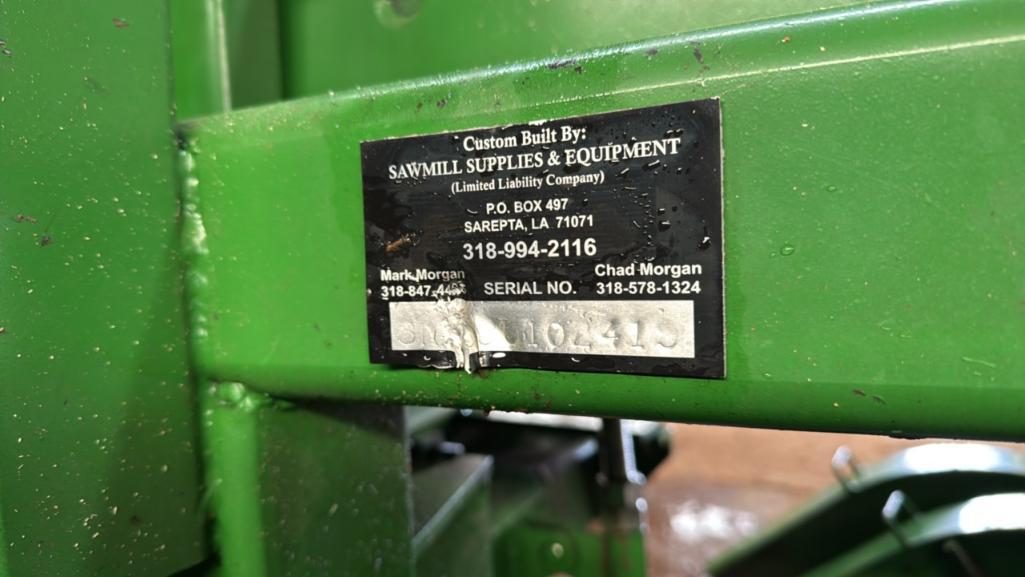 Custom Built By:
SAWMILL SUPPLIES & EQUIPMENT
(Limited Liability Company)
P.O. BOX 497
SAREPTA, LA 71071
318-994-2116
Mark Morgan Chad Morgan
SERIAL NO. 318-578-1324